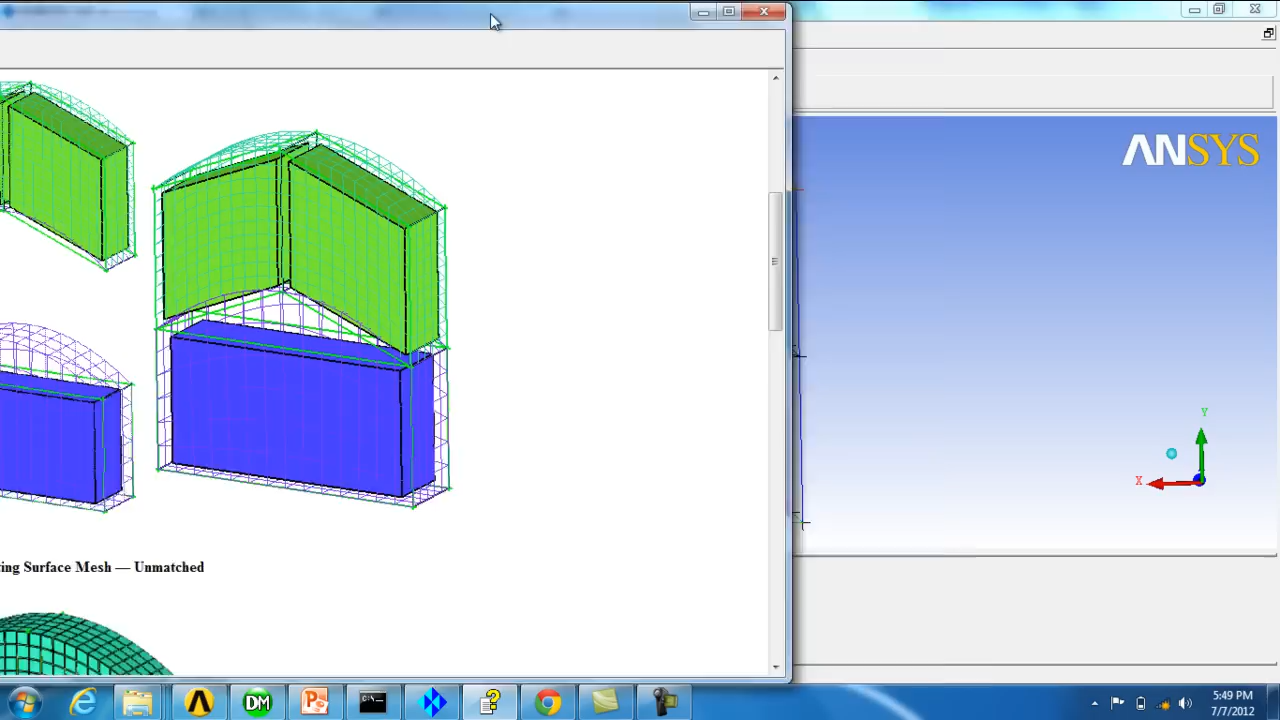 ANSYS
Y
X
ing Surface Mesh — Unmatched
DM
C:\
5:49 PM
7/7/2012